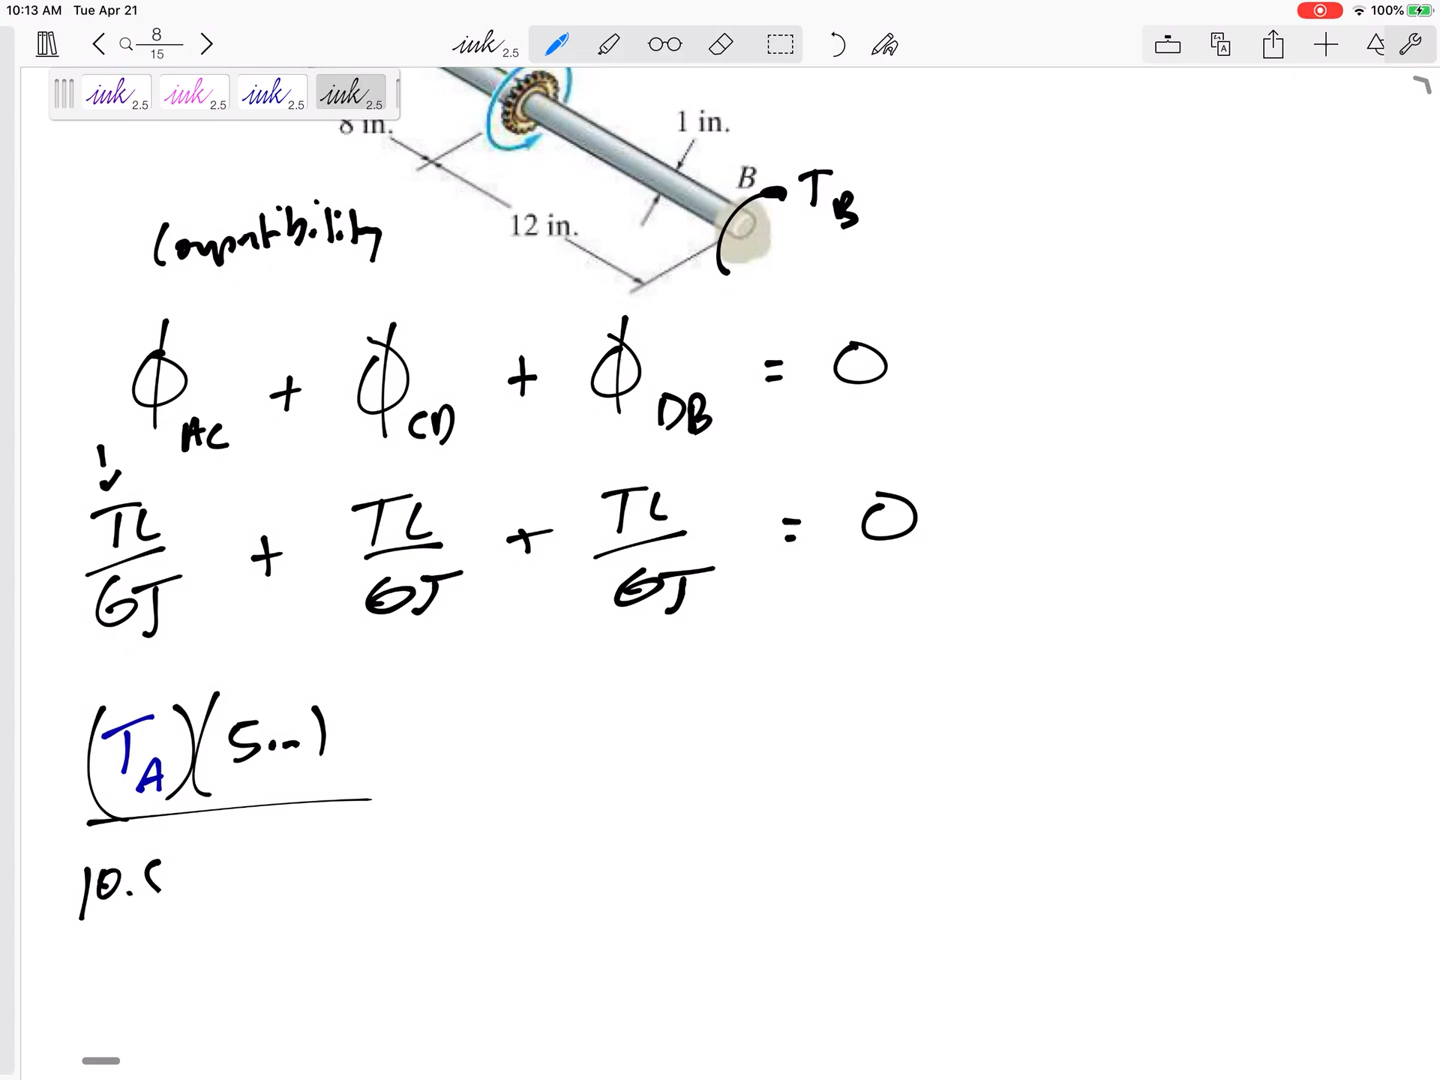 10:13 AM Tue Apr 21
100%
8
15
ink 2.5
ink 2.5 ink 2.5 ink 2.5 ink 2.5
8 in.
1 in.
B
T_B
12 in.
Compatibility
ϕ_AC + ϕ_CD + ϕ_DB = 0
TL/GJ + TL/GJ + TL/GJ = 0
(T_A)(5in)
10.